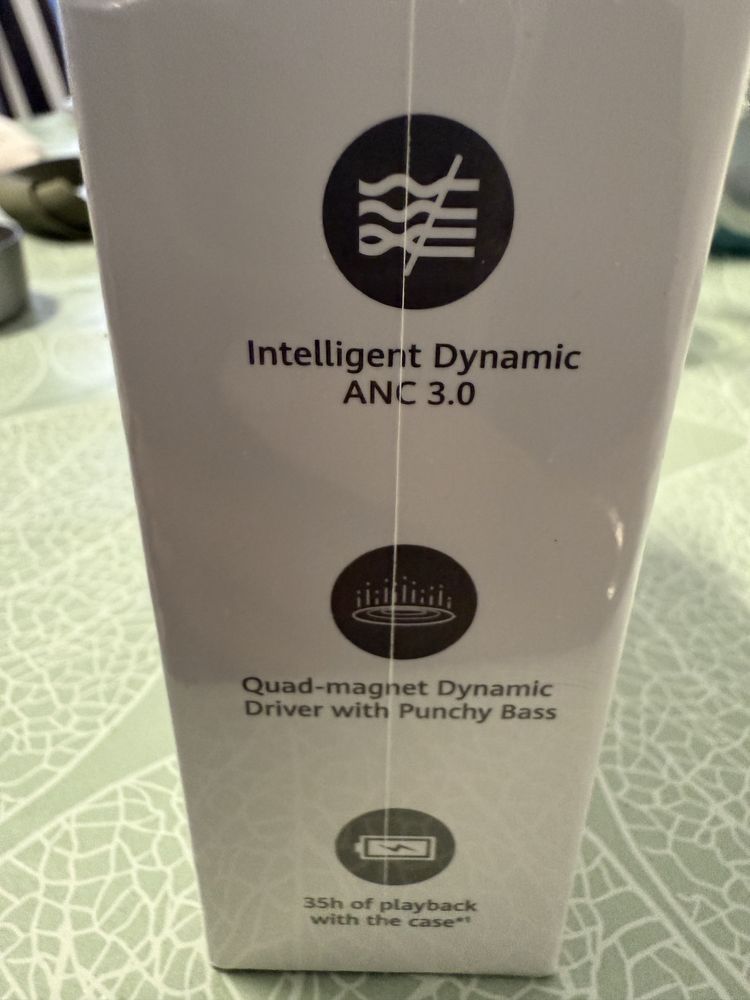 Intelligent Dynamic
ANC 3.0
Quad-magnet Dynamic
Driver with Punchy Bass
35h of playback
with the case*¹